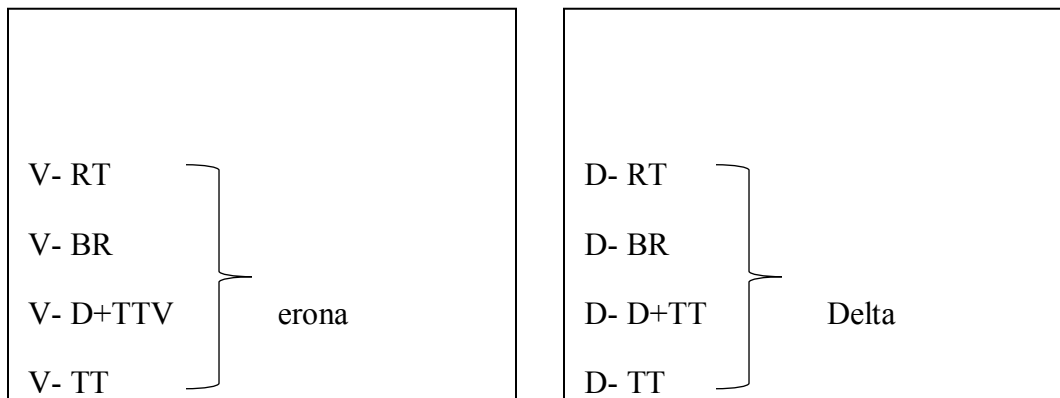 V- RT
V- BR
V- D+TTV erona
V- TT
D- RT
D- BR
D- D+TT Delta
D- TT